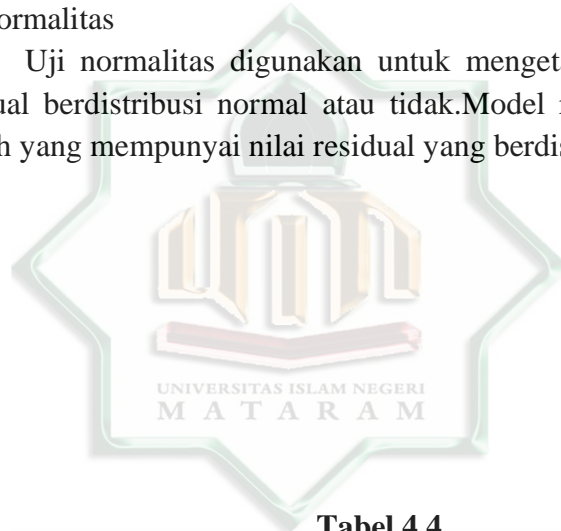 ormalitas
Uji normalitas digunakan untuk menget
ual berdistribusi normal atau tidak.Model
h yang mempunyai nilai residual yang berdis
UNIVERSITAS ISLAM NEGERI
MATARAM
Tabel 4.4